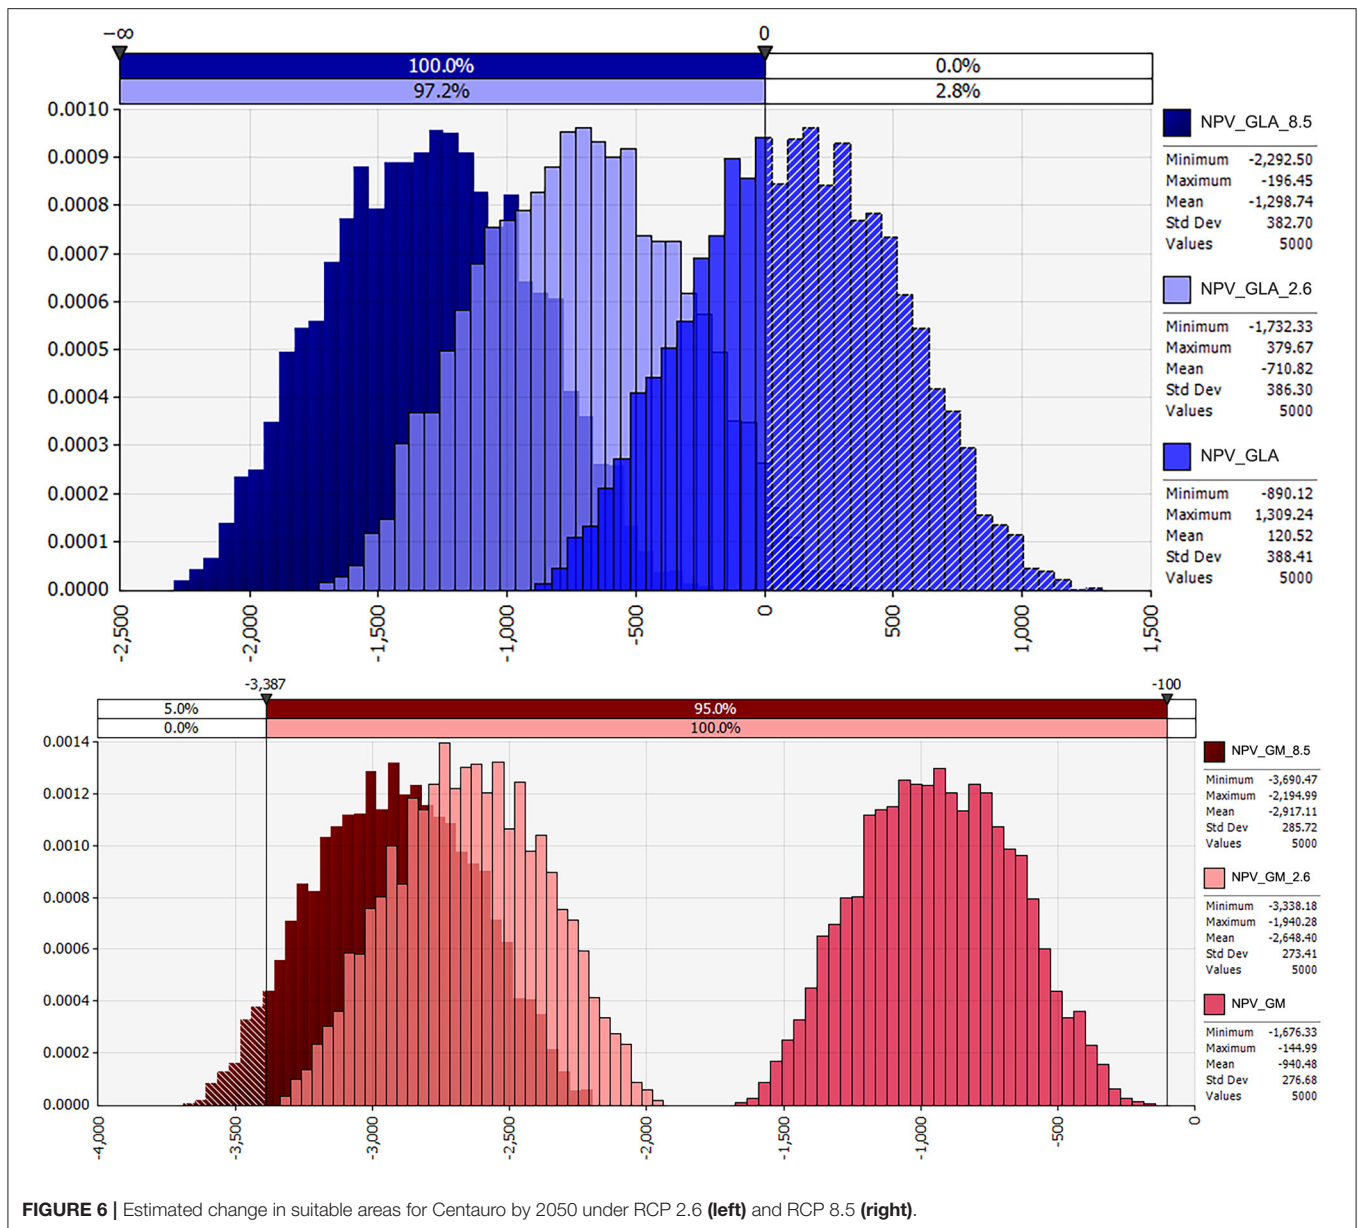 −∞ 0
100.0% 0.0%
97.2% 2.8%
0.0010
0.0009
0.0008
0.0007
0.0006
0.0005
0.0004
0.0003
0.0002
0.0001
0.0000
-2,500 -2,000 -1,500 -1,000 -500 0 500 1,000 1,500
NPV_GLA_8.5
Minimum -2,292.50
Maximum -196.45
Mean -1,298.74
Std Dev 382.70
Values 5000
NPV_GLA_2.6
Minimum -1,732.33
Maximum 379.67
Mean -710.82
Std Dev 386.30
Values 5000
NPV_GLA
Minimum -890.12
Maximum 1,309.24
Mean 120.52
Std Dev 388.41
Values 5000
-3,387 -100
5.0% 95.0%
0.0% 100.0%
0.0014
0.0012
0.0010
0.0008
0.0006
0.0004
0.0002
0.0000
-4,000 -3,500 -3,000 -2,500 -2,000 -1,500 -1,000 -500 0
NPV_GM_8.5
Minimum -3,690.47
Maximum -2,194.99
Mean -2,917.11
Std Dev 285.72
Values 5000
NPV_GM_2.6
Minimum -3,338.18
Maximum -1,940.28
Mean -2,648.40
Std Dev 273.41
Values 5000
NPV_GM
Minimum -1,676.33
Maximum -144.99
Mean -940.48
Std Dev 276.68
Values 5000
FIGURE 6 | Estimated change in suitable areas for Centauro by 2050 under RCP 2.6 (left) and RCP 8.5 (right).